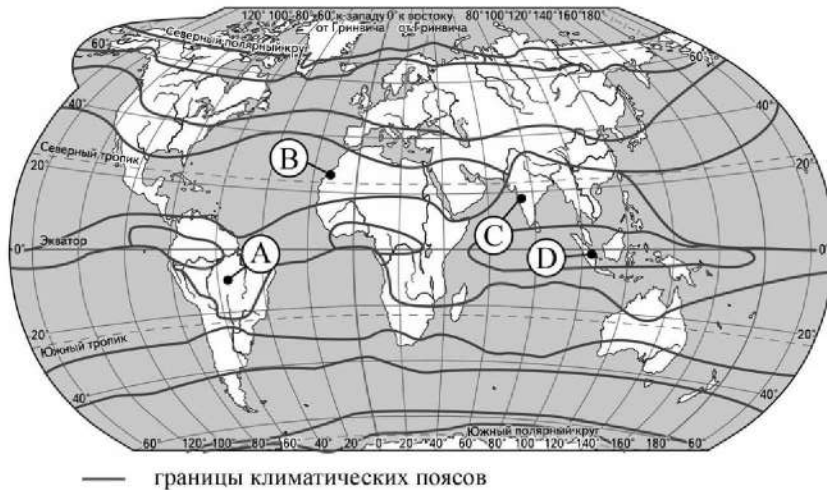 120° 100°-80°-60° к западу 0 к востоку 80° 100°120°140°160°180°
от Гринвича от Гринвича
Северный полярный круг
60° 60°
40° 40°
Северный тропик
20° 20°
B
C
Экватор
0° 0°
A
D
20° 20°
Южный тропик
40° 40°
Южный полярный круг
60° 120°100°80° 60° 40° 20° 0° 20° 40° 60° 80° 100° 120° 140° 160° 180° 60°
границы климатических поясов